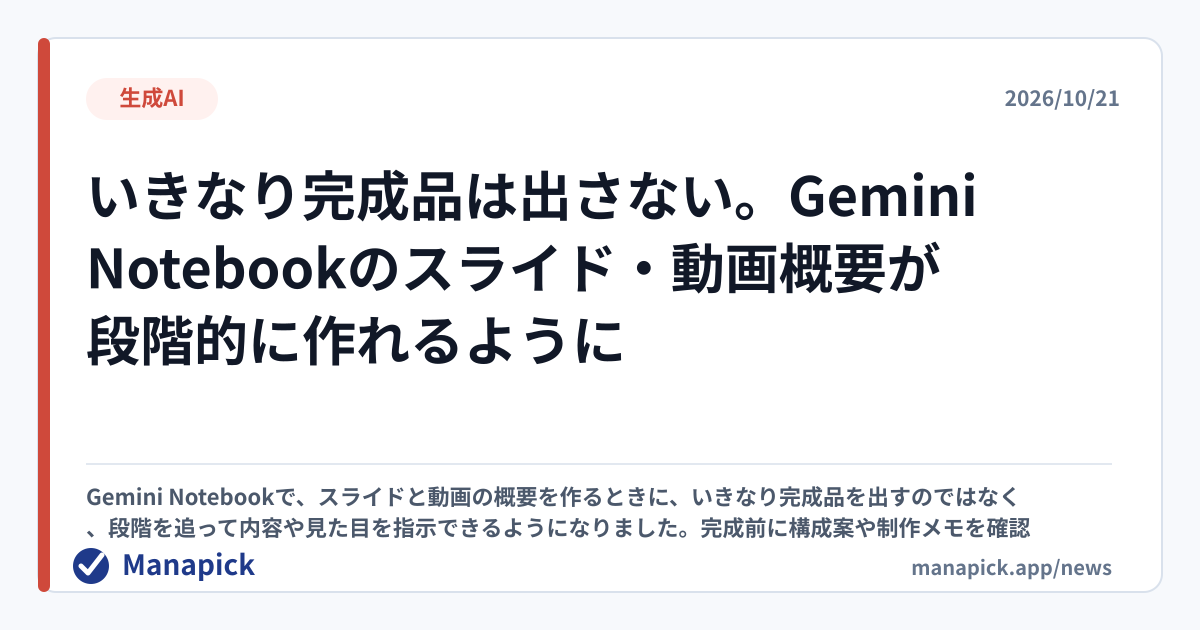 生成AI
2026/10/21
いきなり完成品は出さない。Gemini
Notebookのスライド・動画概要が
段階的に作れるように
Gemini Notebookで、スライドと動画の概要を作るときに、いきなり完成品を出すのではなく
、段階を追って内容や見た目を指示できるようになりました。完成前に構成案や制作メモを確認
Manapick
manapick.app/news